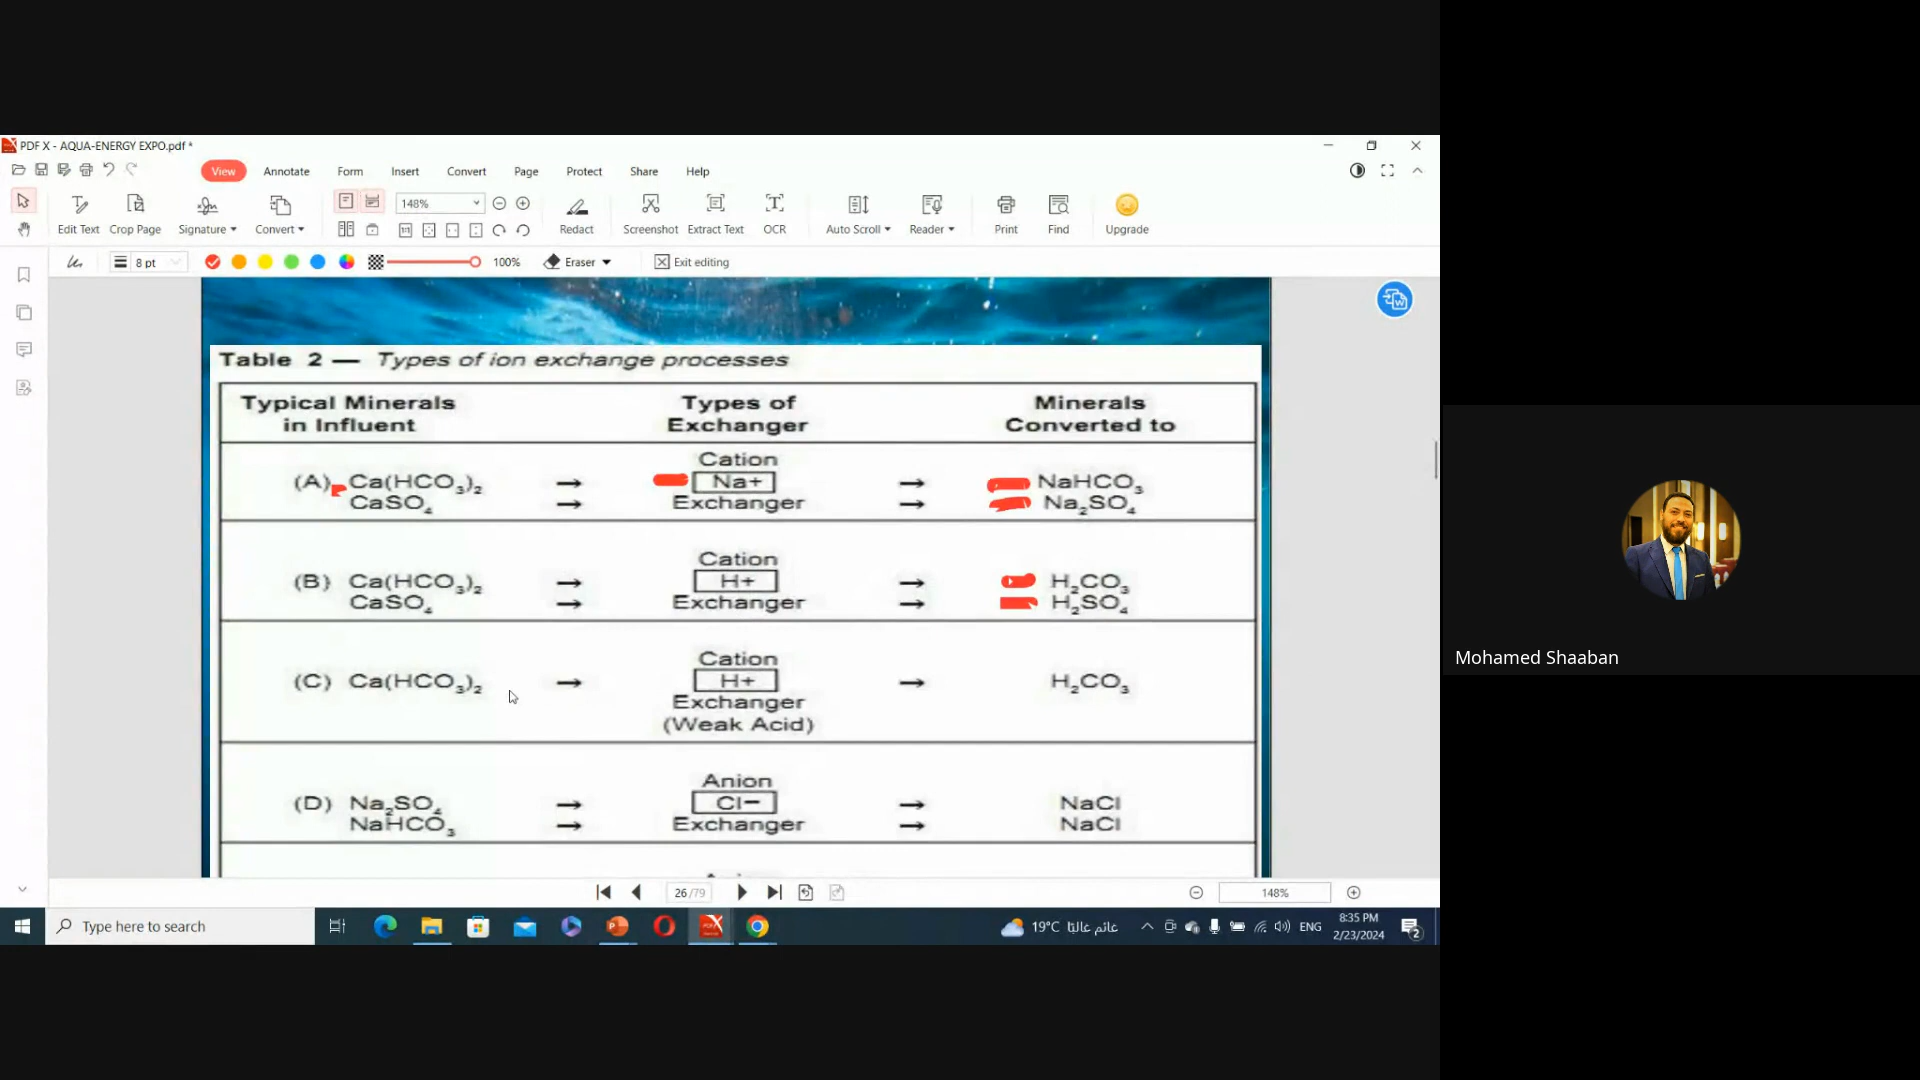 PDF X - AQUA-ENERGY EXPO.pdf *
View Annotate Form Insert Convert Page Protect Share Help
148%
Edit Text Crop Page Signature Convert Redact Screenshot Extract Text OCR Auto Scroll Reader Print Find Upgrade
8 pt 100% Eraser Exit editing
Table 2 — Types of ion exchange processes
Typical Minerals in Influent
Types of Exchanger
Minerals Converted to
Cation
(A) Ca(HCO₃)₂ → Na+ → NaHCO₃
CaSO₄ → Exchanger → Na₂SO₄
Cation
(B) Ca(HCO₃)₂ → H+ → H₂CO₃
CaSO₄ → Exchanger → H₂SO₄
Cation
(C) Ca(HCO₃)₂ → H+ → H₂CO₃
Exchanger
(Weak Acid)
Anion
(D) Na₂SO₄ → Cl− → NaCl
NaHCO₃ → Exchanger → NaCl
26 /79
148%
Type here to search
19°C غائم غالبًا
ENG
8:35 PM
2/23/2024
2
Mohamed Shaaban